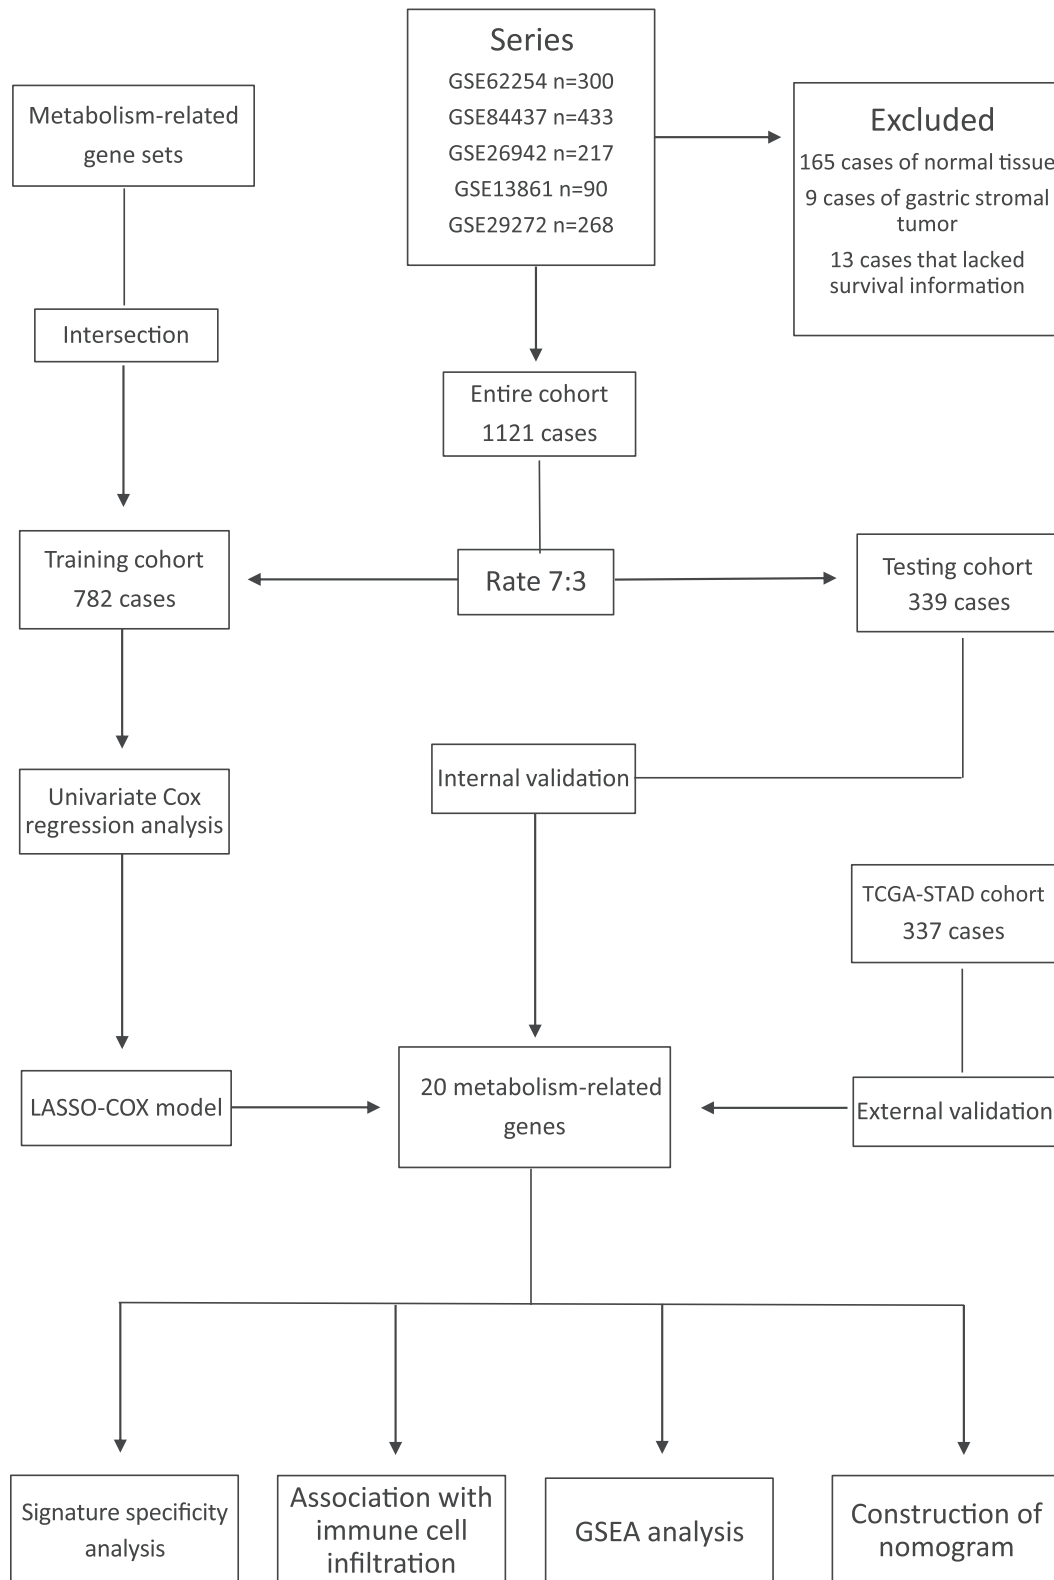 Series
GSE62254 n=300
GSE84437 n=433
GSE26942 n=217
GSE13861 n=90
GSE29272 n=268
Metabolism-related
gene sets
Excluded
165 cases of normal tissue
9 cases of gastric stromal
tumor
13 cases that lacked
survival information
Intersection
Entire cohort
1121 cases
Training cohort
782 cases
Rate 7:3
Testing cohort
339 cases
Internal validation
Univariate Cox
regression analysis
TCGA-STAD cohort
337 cases
LASSO-COX model
20 metabolism-related
genes
External validation
Signature specificity
analysis
Association with
immune cell
infiltration
GSEA analysis
Construction of
nomogram